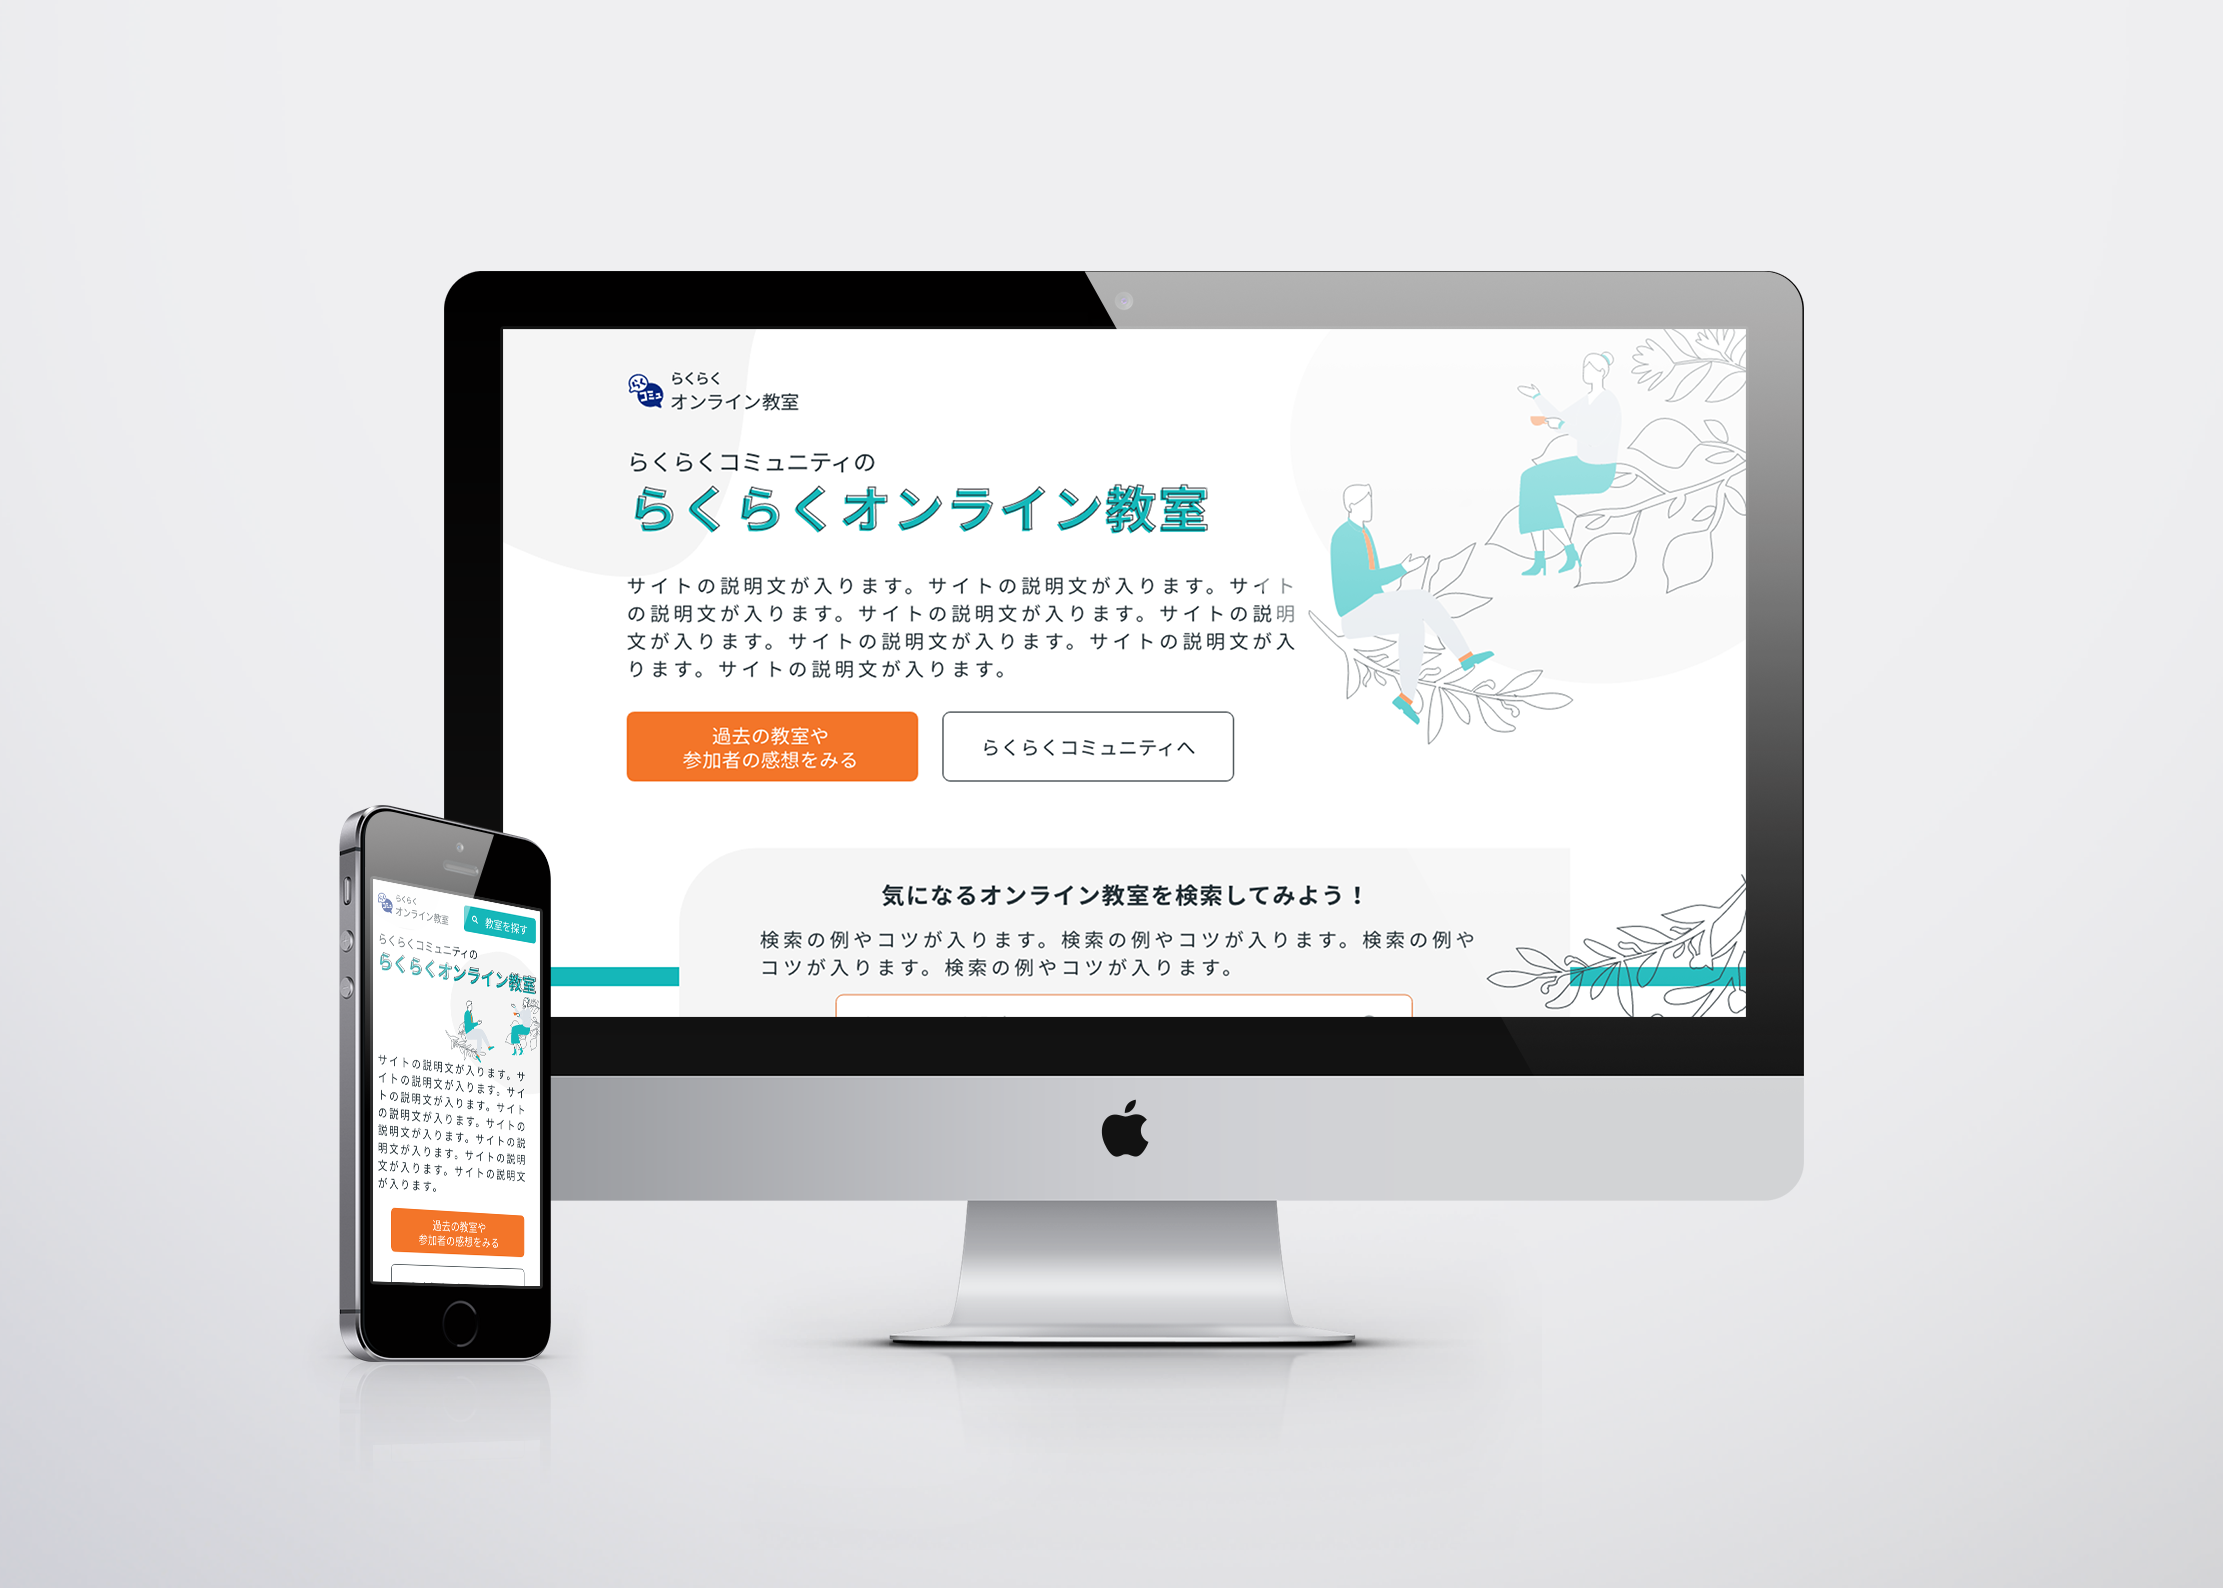 らく
コミュ
らくらく
オンライン教室
らくらくコミュニティの
らくらくオンライン教室
サイトの説明文が入ります。サイトの説明文が入ります。サイト
の説明文が入ります。サイトの説明文が入ります。サイトの説明
文が入ります。サイトの説明文が入ります。サイトの説明文が入
ります。サイトの説明文が入ります。
過去の教室や
参加者の感想をみる
らくらくコミュニティへ
気になるオンライン教室を検索してみよう！
検索の例やコツが入ります。検索の例やコツが入ります。検索の例や
コツが入ります。検索の例やコツが入ります。
らくらく
オンライン教室
教室を探す
らくらくコミュニティの
らくらくオンライン教室
サイトの説明文が入ります。サ
イトの説明文が入ります。サイ
トの説明文が入ります。サイト
の説明文が入ります。サイトの
説明文が入ります。サイトの説
明文が入ります。サイトの説明
文が入ります。サイトの説明文
が入ります。
過去の教室や
参加者の感想をみる